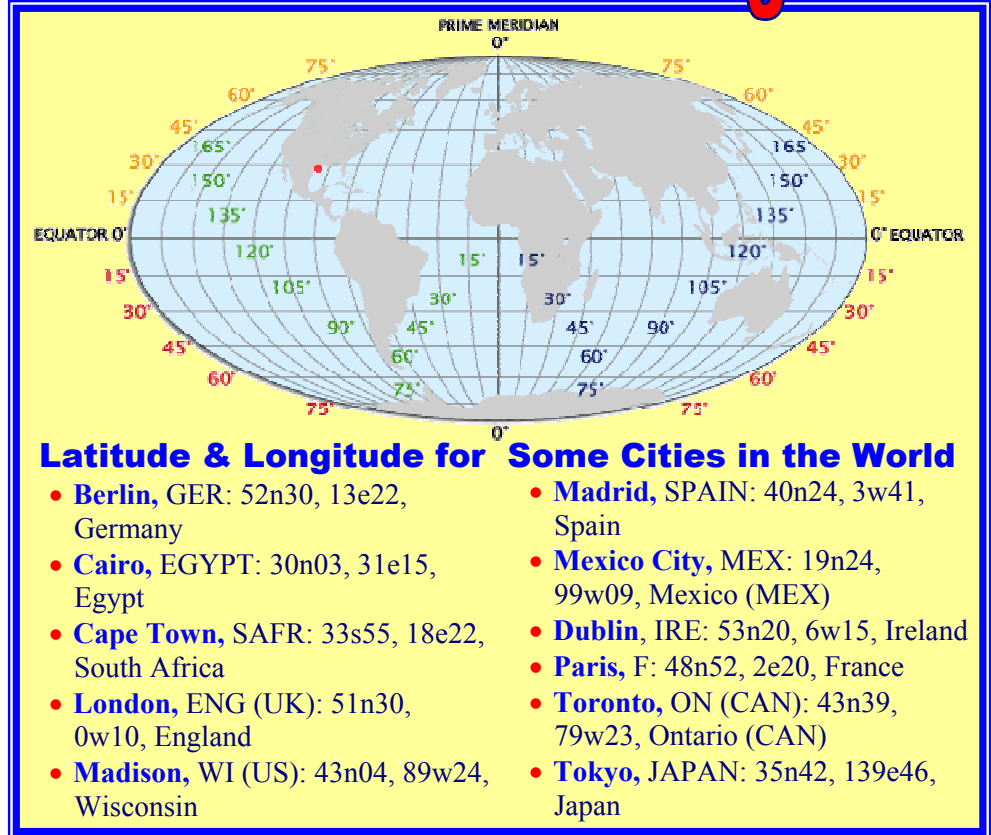 PRIME MERIDIAN
0°
75° 75°
60° 60°
45° 45°
165° 165°
30° 30°
150° 150°
15° 15°
135° 135°
EQUATOR 0° 0° EQUATOR
120° 15° 15° 120°
15° 15°
105° 105°
30° 30°
30° 30°
90° 45° 45° 90°
45° 45°
60° 60°
60° 60°
75° 75°
75° 75°
0°
Latitude & Longitude for Some Cities in the World
• Berlin, GER: 52n30, 13e22,
Germany
• Cairo, EGYPT: 30n03, 31e15,
Egypt
• Cape Town, SAFR: 33s55, 18e22,
South Africa
• London, ENG (UK): 51n30,
0w10, England
• Madison, WI (US): 43n04, 89w24,
Wisconsin
• Madrid, SPAIN: 40n24, 3w41,
Spain
• Mexico City, MEX: 19n24,
99w09, Mexico (MEX)
• Dublin, IRE: 53n20, 6w15, Ireland
• Paris, F: 48n52, 2e20, France
• Toronto, ON (CAN): 43n39,
79w23, Ontario (CAN)
• Tokyo, JAPAN: 35n42, 139e46,
Japan